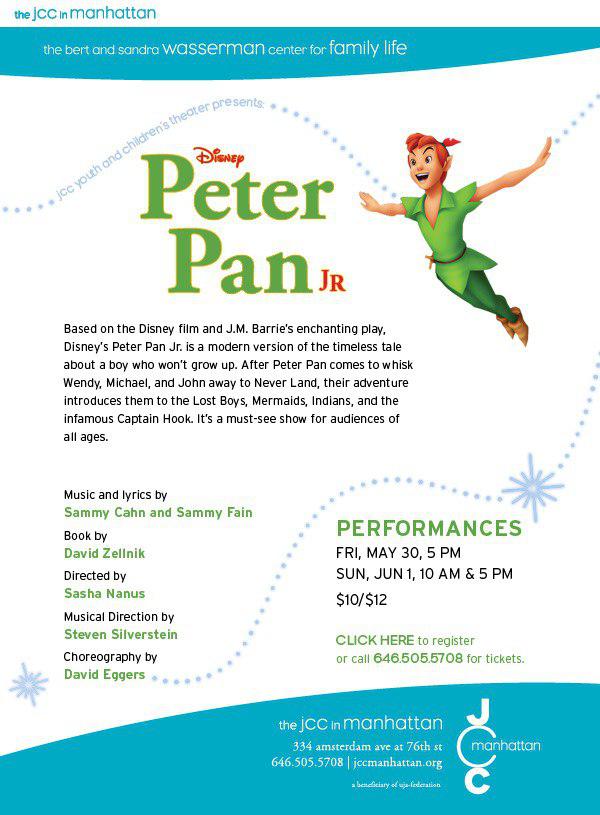 the jcc in manhattan
the bert and sandra wasserman center for family life
jcc youth and children's theater presents:
Disney
Peter
Pan JR
Based on the Disney film and J.M. Barrie's enchanting play,
Disney's Peter Pan Jr. is a modern version of the timeless tale
about a boy who won't grow up. After Peter Pan comes to whisk
Wendy, Michael, and John away to Never Land, their adventure
introduces them to the Lost Boys, Mermaids, Indians, and the
infamous Captain Hook. It's a must-see show for audiences of
all ages.
Music and lyrics by
Sammy Cahn and Sammy Fain
Book by
David Zellnik
Directed by
Sasha Nanus
Musical Direction by
Steven Silverstein
Choreography by
David Eggers
PERFORMANCES
FRI, MAY 30, 5 PM
SUN, JUN 1, 10 AM & 5 PM
$10/$12
CLICK HERE to register
or call 646.505.5708 for tickets.
the jcc in manhattan
334 amsterdam ave at 76th st
646.505.5708 | jccmanhattan.org
a beneficiary of uja-federation
JCC
manhattan